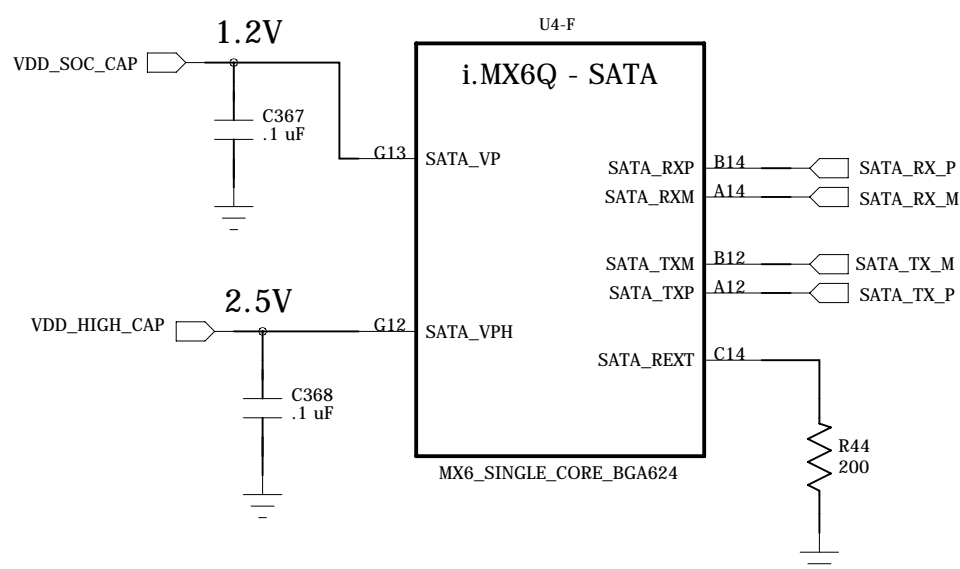 U4-F
1.2V
VDD_SOC_CAP
i.MX6Q - SATA
C367
.1 uF
G13
SATA_VP
SATA_RXP
B14
SATA_RX_P
SATA_RXM
A14
SATA_RX_M
SATA_TXM
B12
SATA_TX_M
SATA_TXP
A12
SATA_TX_P
2.5V
VDD_HIGH_CAP
G12
SATA_VPH
SATA_REXT
C14
C368
.1 uF
R44
200
MX6_SINGLE_CORE_BGA624